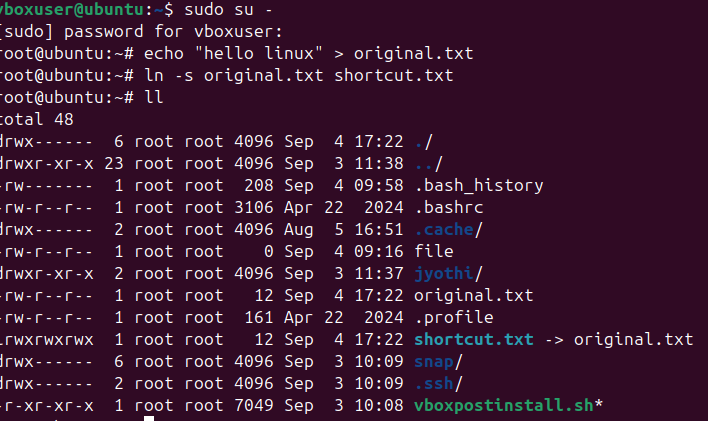 vboxuser@ubuntu:~$ sudo su -
[sudo] password for vboxuser:
root@ubuntu:~# echo "hello linux" > original.txt
root@ubuntu:~# ln -s original.txt shortcut.txt
root@ubuntu:~# ll
total 48
drwx------  6 root root 4096 Sep  4 17:22 ./
drwxr-xr-x 23 root root 4096 Sep  3 11:38 ../
-rw-------  1 root root  208 Sep  4 09:58 .bash_history
-rw-r--r--  1 root root 3106 Apr 22  2024 .bashrc
drwx------  2 root root 4096 Aug  5 16:51 .cache/
-rw-r--r--  1 root root    0 Sep  4 09:16 file
drwxr-xr-x  2 root root 4096 Sep  3 11:37 jyothi/
-rw-r--r--  1 root root   12 Sep  4 17:22 original.txt
-rw-r--r--  1 root root  161 Apr 22  2024 .profile
lrwxrwxrwx  1 root root   12 Sep  4 17:22 shortcut.txt -> original.txt
drwx------  6 root root 4096 Sep  3 10:09 snap/
drwx------  2 root root 4096 Sep  3 10:09 .ssh/
-r-xr-xr-x  1 root root 7049 Sep  3 10:08 vboxpostinstall.sh*